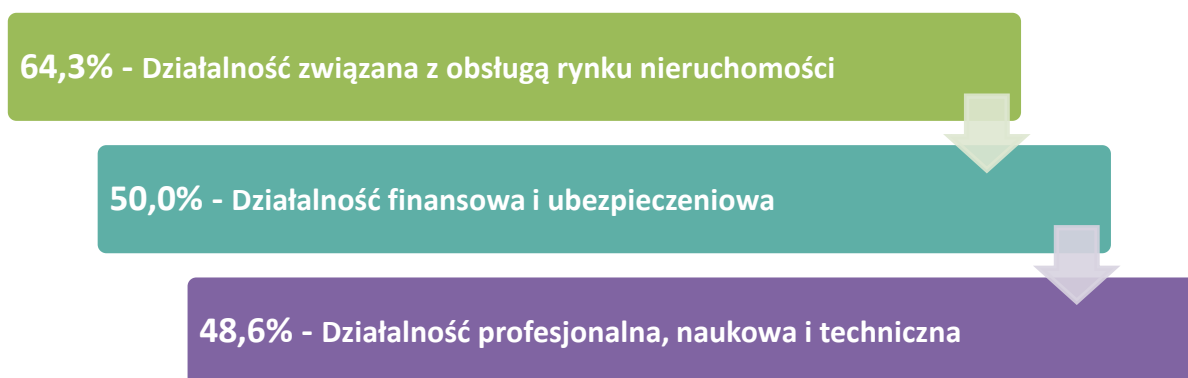 64,3% - Działalność związana z obsługą rynku nieruchomości
50,0% - Działalność finansowa i ubezpieczeniowa
48,6% - Działalność profesjonalna, naukowa i techniczna